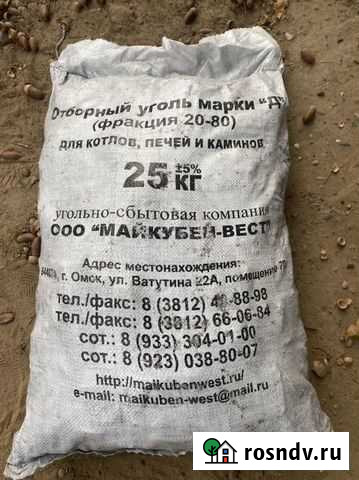 Отборный уголь марки "Д"
(фракция 20-80)
ДЛЯ КОТЛОВ, ПЕЧЕЙ И КАМИНОВ
25 ±5% КГ
угольно-сбытовая компания
ООО "МАЙКУБЕН-ВЕСТ"
Адрес местонахождения:
г. Омск, ул. Ватутина 22А, помещение
тел./факс: 8 (3812) 48-88-98
тел./факс: 8 (3812) 66-06-84
сот.: 8 (933) 304-01-00
сот.: 8 (923) 038-80-07
http://maikubenwest.ru/
e-mail: maikuben-west@mail.ru
rosndv.ru